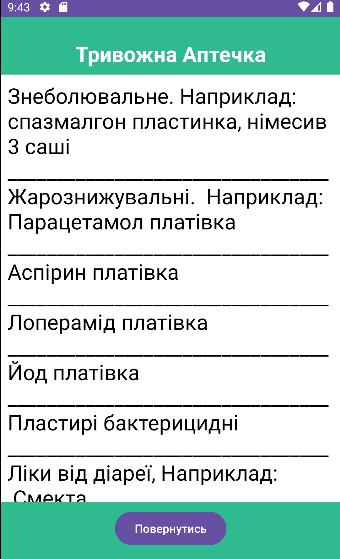 9:43
Тривожна Аптечка
Знеболювальне. Наприклад:
спазмалгон пластинка, німесив
3 саші
Жарознижувальні.  Наприклад:
Парацетамол платівка
Аспірин платівка
Лоперамід платівка
Йод платівка
Пластирі бактерицидні
Ліки від діареї, Наприклад:
Смекта
Повернутись